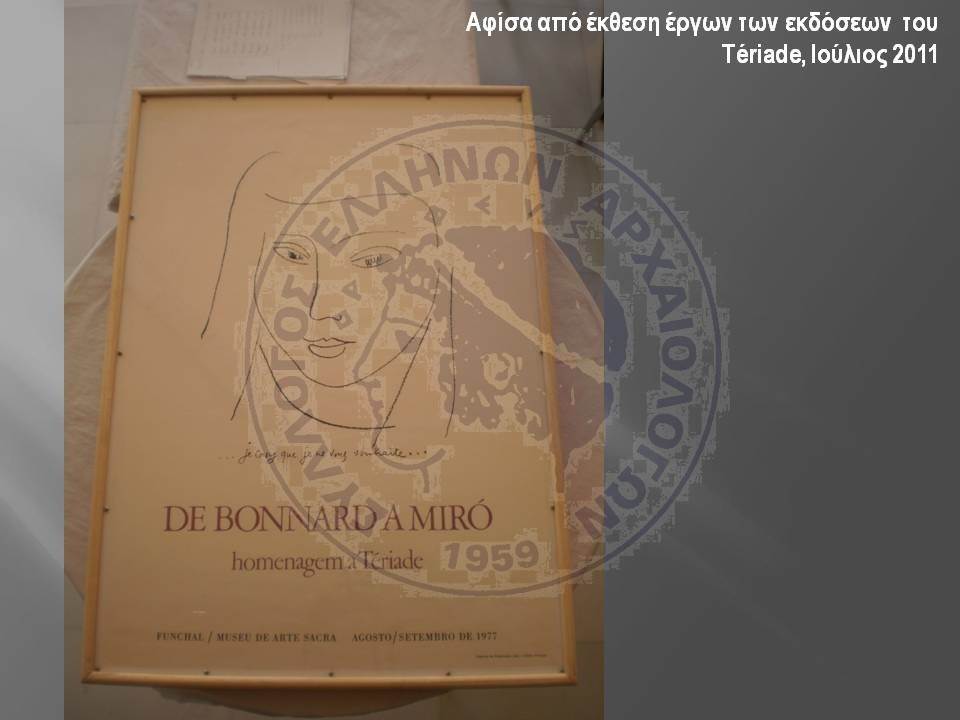 Αφίσα από έκθεση έργων των εκδόσεων του
Tériade, Ιούλιος 2011
ΣΥΛΛΟΓΟΣ ΕΛΛΗΝΩΝ ΑΡΧΑΙΟΛΟΓΩΝ
1959
DE BONNARD A MIRÓ
homenagem a Tériade
FUNCHAL / MUSEU DE ARTE SACRA AGOSTO/SETEMBRO DE 1977